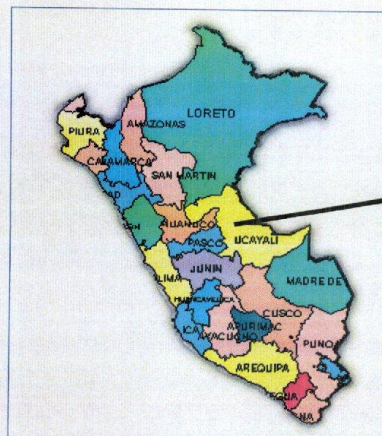 LORETO
AMAZONAS
PIURA
CAJAMARCA
SAN MARTIN
HUANUCO
PASCO
UCAYALI
JUNIN
LIMA
MADRE DE
HUANCAVELICA
CUSCO
ICA
APURIMAC
AYACUCHO
PUNO
AREQUIPA